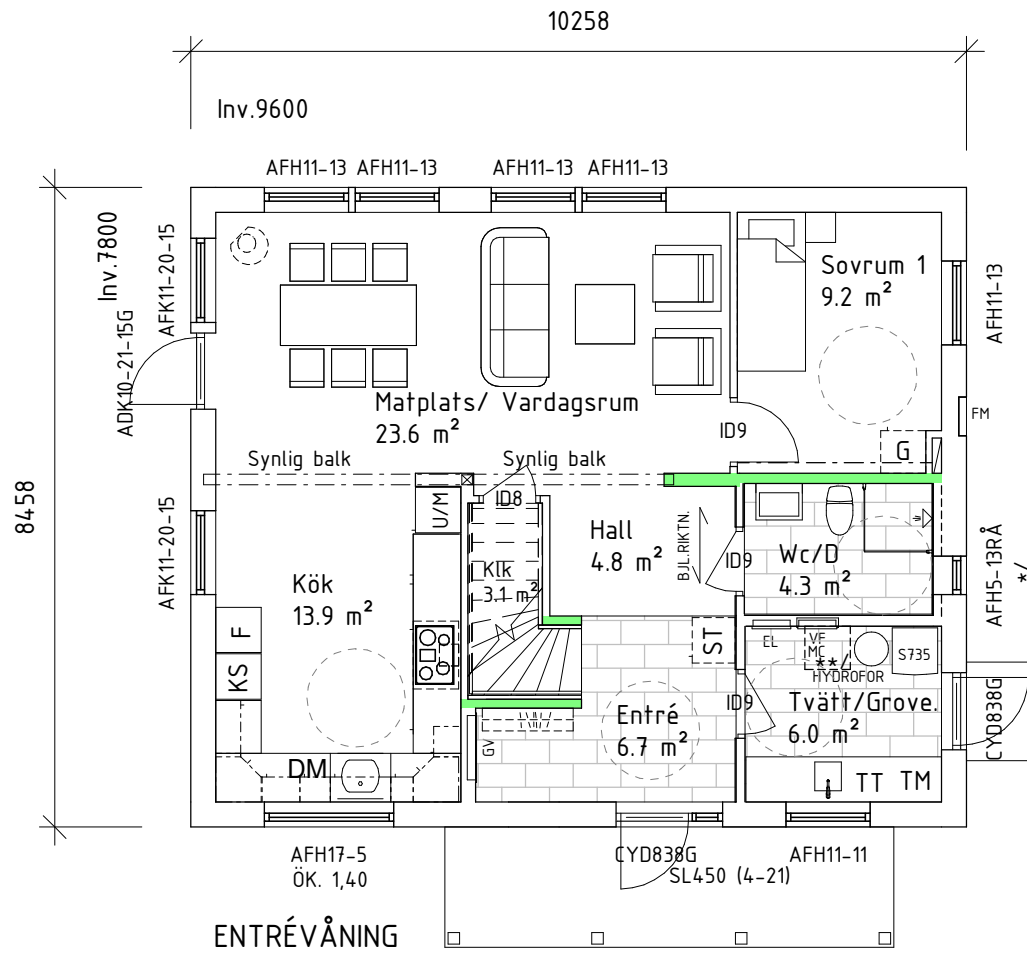 10258
Inv.9600
AFH11-13
AFH11-13
AFH11-13
AFH11-13
8458
Inv.7800
AFK11-20-15
ADK10-21-15G
AFK11-20-15
Sovrum 1
9.2 m²
AFH11-13
FM
Matplats/ Vardagsrum
23.6 m²
ID9
G
Synlig balk
Synlig balk
ID8
U/M
Hall
4.8 m²
BJL.RIKTN.
ID9
Wc/D
4.3 m²
AFH5-13RÅ
*/
Klk
3.1 m²
Kök
13.9 m²
F
KS
ST
EL
VF
MC
**/
HYDROFOR
S735
ID9
Tvätt/Grove.
6.0 m²
CYD838G
Entré
6.7 m²
GV
DM
TT
TM
AFH17-5
ÖK. 1,40
CYD838G
SL450 (4-21)
AFH11-11
ENTRÉVÅNING